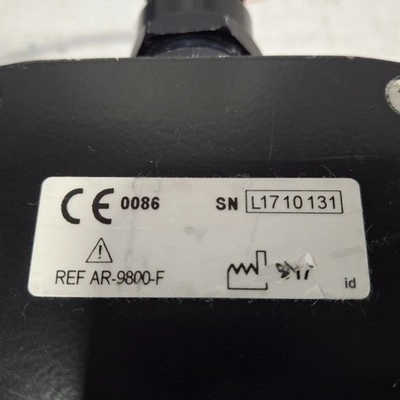 CE 0086 SN L1710131
REF AR-9800-F
id